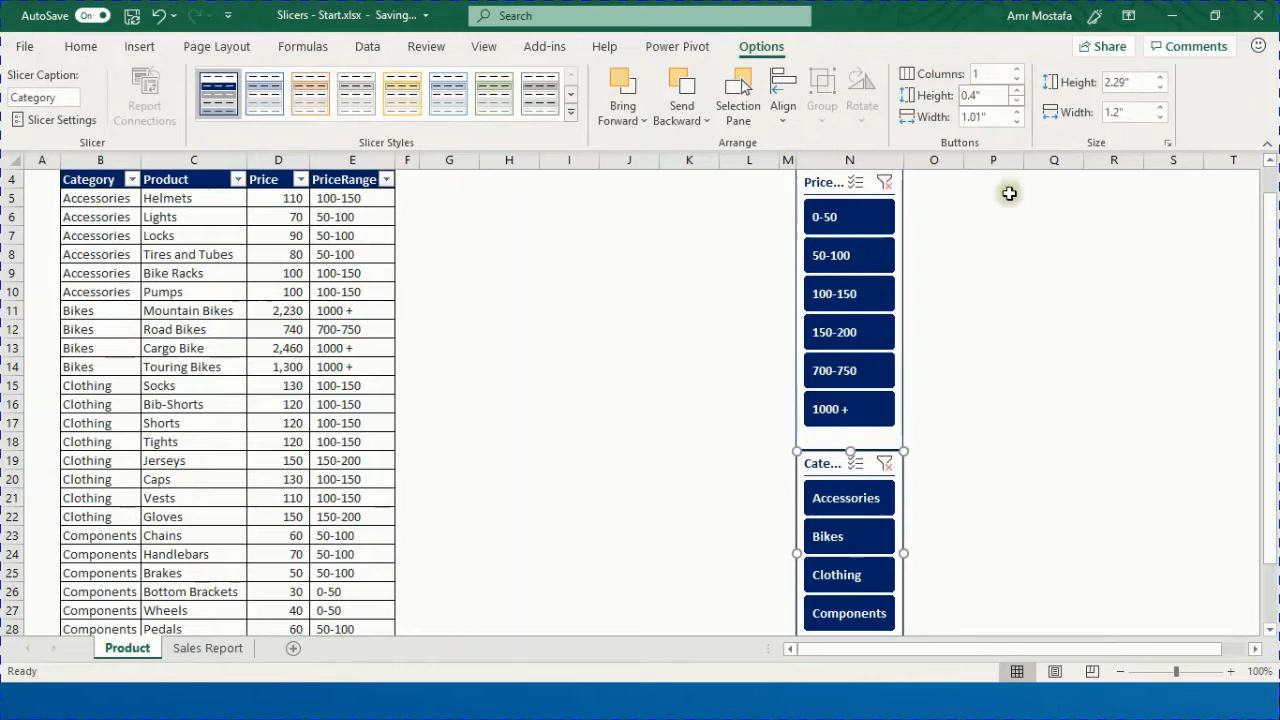 AutoSave On Slicers - Start.xlsx - Saving... Search Amr Mostafa
File Home Insert Page Layout Formulas Data Review View Add-ins Help Power Pivot Options Share Comments
Slicer Caption:
Category
Slicer Settings
Report
Connections
Bring
Forward
Send
Backward
Selection
Pane
Align
Group
Rotate
Columns: 1
Height: 0.4"
Width: 1.01"
Height: 2.29"
Width: 1.2"
Slicer Slicer Styles Arrange Buttons Size
A B C D E F G H I J K L M N O P Q R S T
4 Category Product Price PriceRange
5 Accessories Helmets 110 100-150
6 Accessories Lights 70 50-100
7 Accessories Locks 90 50-100
8 Accessories Tires and Tubes 80 50-100
9 Accessories Bike Racks 100 100-150
10 Accessories Pumps 100 100-150
11 Bikes Mountain Bikes 2,230 1000 +
12 Bikes Road Bikes 740 700-750
13 Bikes Cargo Bike 2,460 1000 +
14 Bikes Touring Bikes 1,300 1000 +
15 Clothing Socks 130 100-150
16 Clothing Bib-Shorts 120 100-150
17 Clothing Shorts 120 100-150
18 Clothing Tights 120 100-150
19 Clothing Jerseys 150 150-200
20 Clothing Caps 130 100-150
21 Clothing Vests 110 100-150
22 Clothing Gloves 150 150-200
23 Components Chains 60 50-100
24 Components Handlebars 70 50-100
25 Components Brakes 50 50-100
26 Components Bottom Brackets 30 0-50
27 Components Wheels 40 0-50
28 Components Pedals 60 50-100
Price...
0-50
50-100
100-150
150-200
700-750
1000 +
Cate...
Accessories
Bikes
Clothing
Components
Product Sales Report
Ready 100%